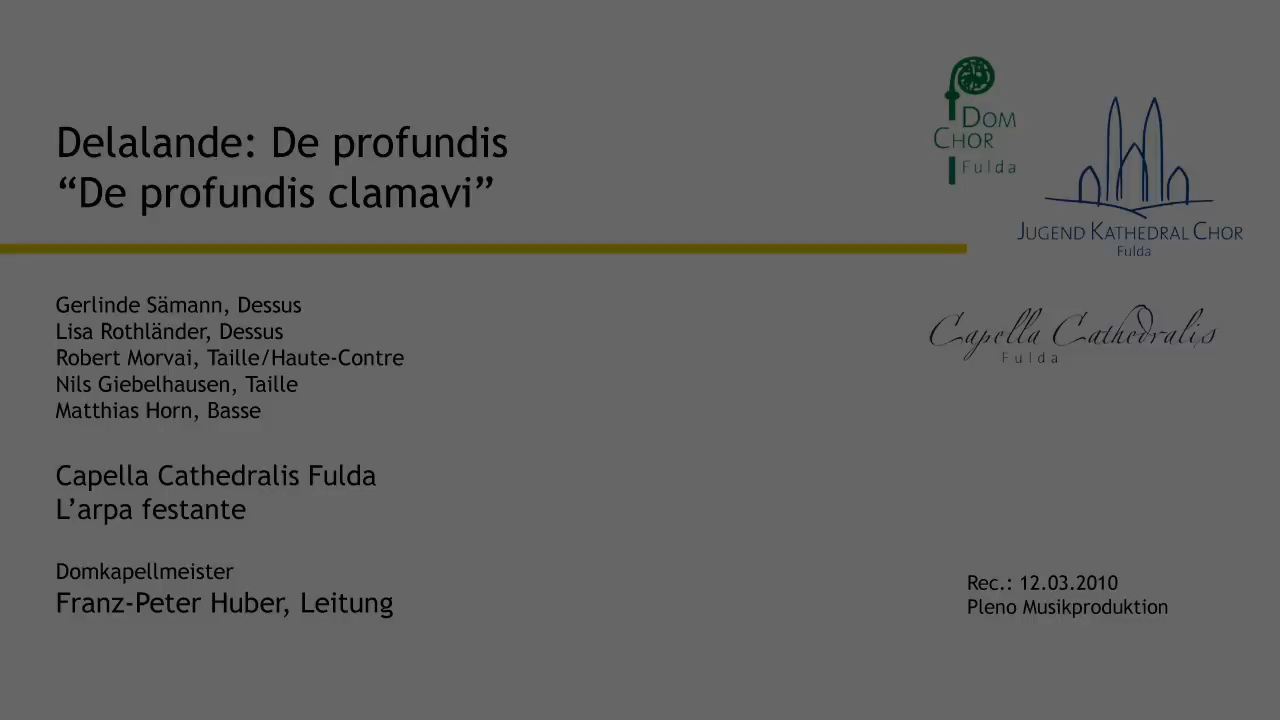 Delalande: De profundis
“De profundis clamavi”
DOM
CHOR
Fulda
JUGEND KATHEDRAL CHOR
Fulda
Gerlinde Sämann, Dessus
Lisa Rothländer, Dessus
Robert Morvai, Taille/Haute-Contre
Nils Giebelhausen, Taille
Matthias Horn, Basse
Capella Cathedralis
Fulda
Capella Cathedralis Fulda
L’arpa festante
Domkapellmeister
Franz-Peter Huber, Leitung
Rec.: 12.03.2010
Pleno Musikproduktion